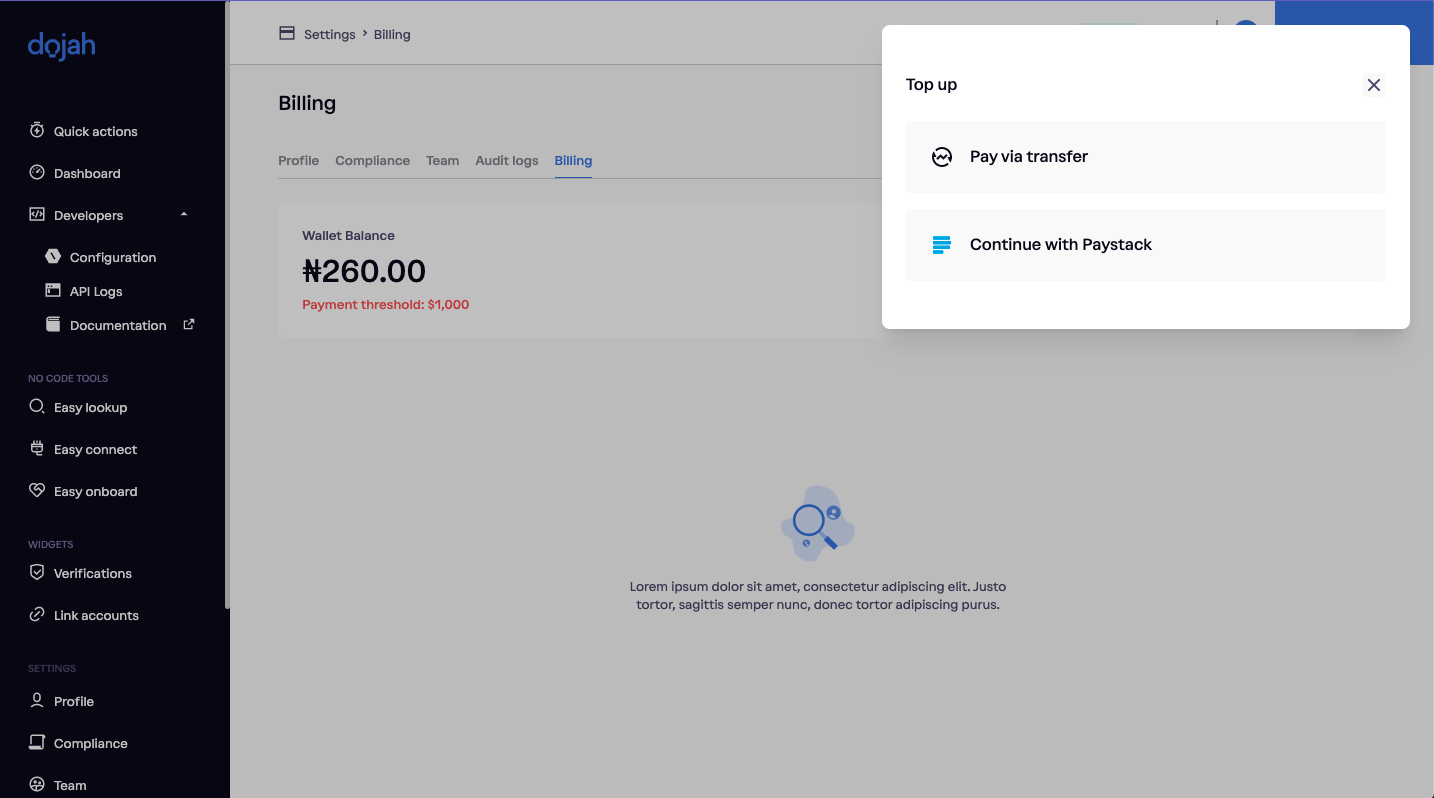 dojah
Quick actions
Dashboard
Developers
Configuration
API Logs
Documentation
NO CODE TOOLS
Easy lookup
Easy connect
Easy onboard
WIDGETS
Verifications
Link accounts
SETTINGS
Profile
Compliance
Team
Settings › Billing
Billing
Profile Compliance Team Audit logs Billing
Wallet Balance
₦260.00
Payment threshold: $1,000
Lorem ipsum dolor sit amet, consectetur adipiscing elit. Justo
tortor, sagittis semper nunc, donec tortor adipiscing purus.
Top up
Pay via transfer
Continue with Paystack